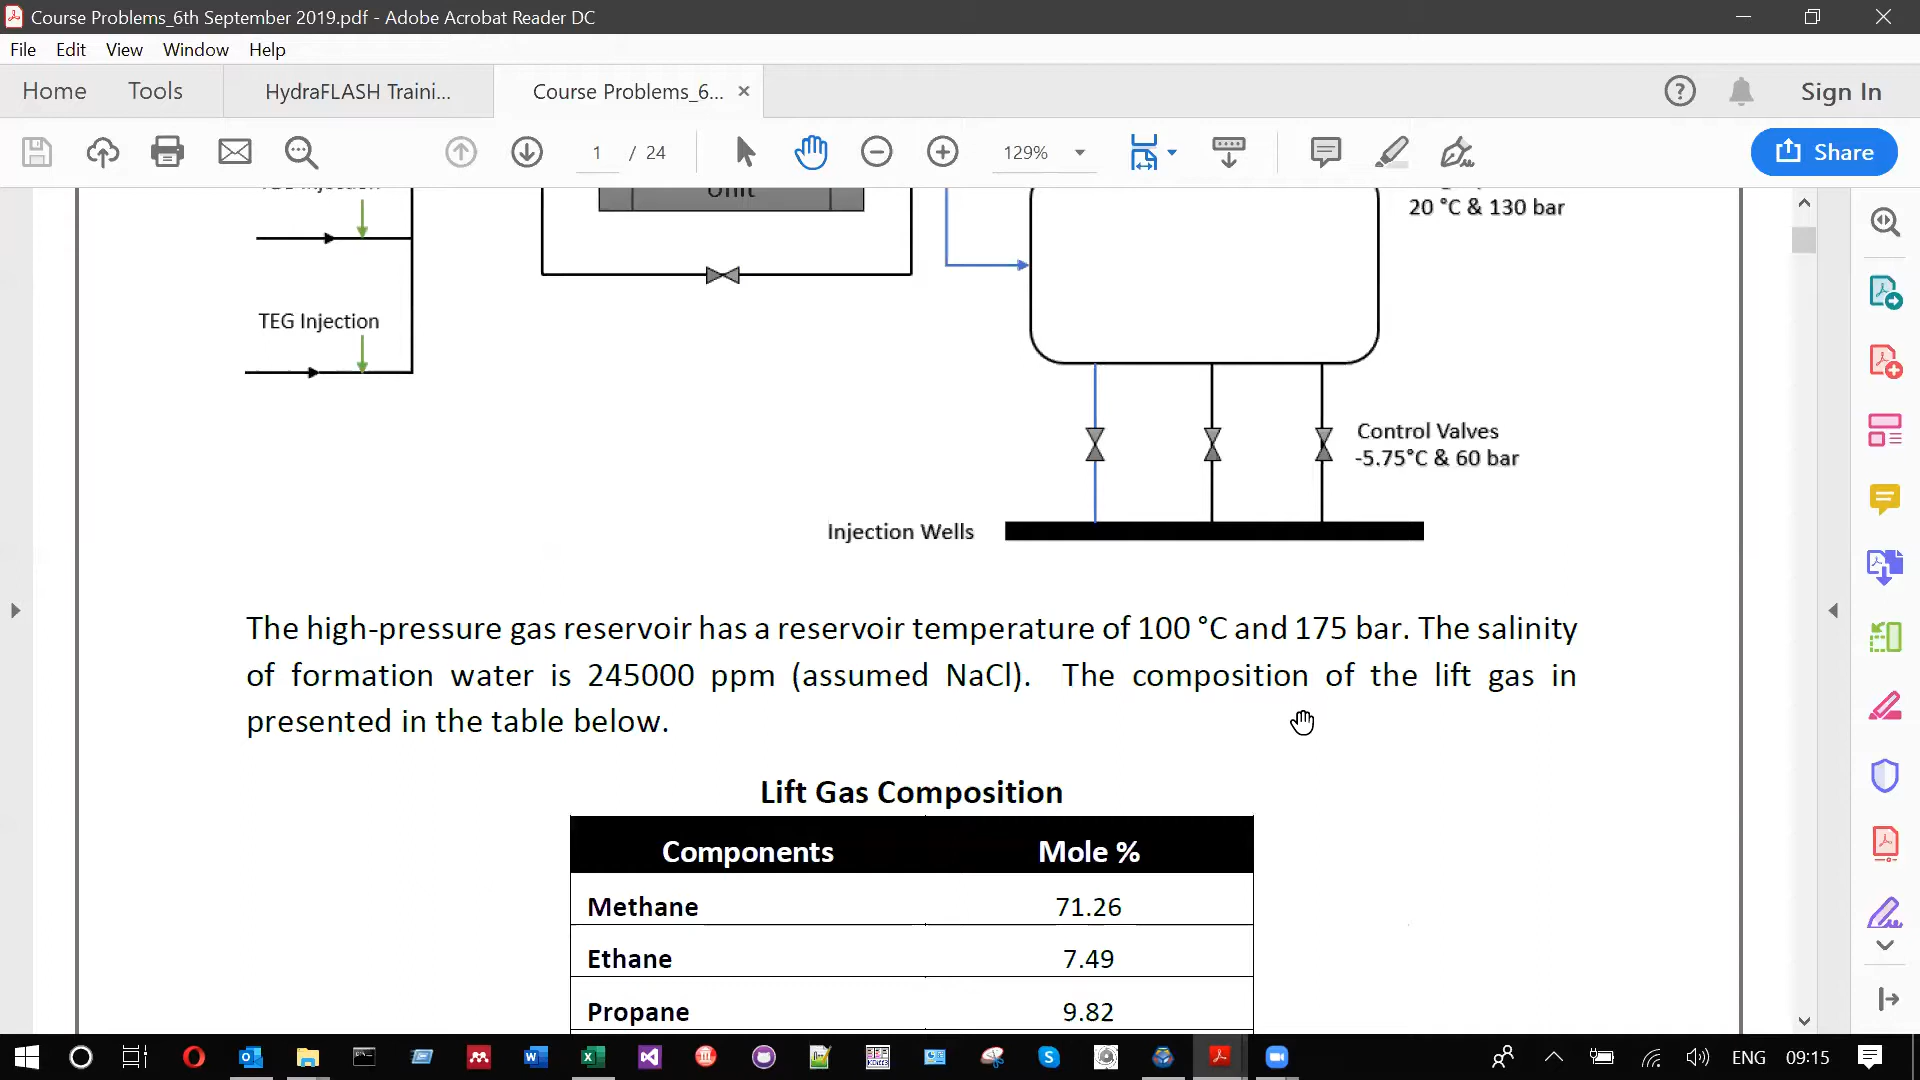 Course Problems_6th September 2019.pdf - Adobe Acrobat Reader DC
File Edit View Window Help
Home Tools HydraFLASH Traini... Course Problems_6... Sign In
1 / 24 129% Share
Unit
20 °C & 130 bar
TEG Injection
Control Valves
-5.75°C & 60 bar
Injection Wells
The high-pressure gas reservoir has a reservoir temperature of 100 °C and 175 bar. The salinity
of formation water is 245000 ppm (assumed NaCl). The composition of the lift gas in
presented in the table below.
Lift Gas Composition
Components Mole %
Methane 71.26
Ethane 7.49
Propane 9.82
ENG 09:15